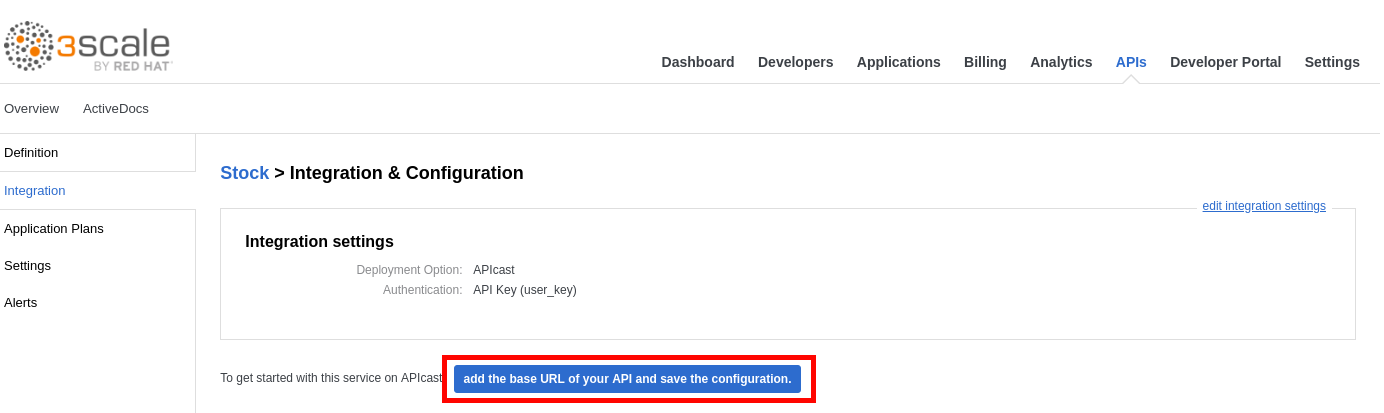 3scale
BY RED HAT
Dashboard Developers Applications Billing Analytics APIs Developer Portal Settings
Overview ActiveDocs
Definition
Integration
Application Plans
Settings
Alerts
Stock > Integration & Configuration
edit integration settings
Integration settings
Deployment Option: APIcast
Authentication: API Key (user_key)
To get started with this service on APIcast add the base URL of your API and save the configuration.